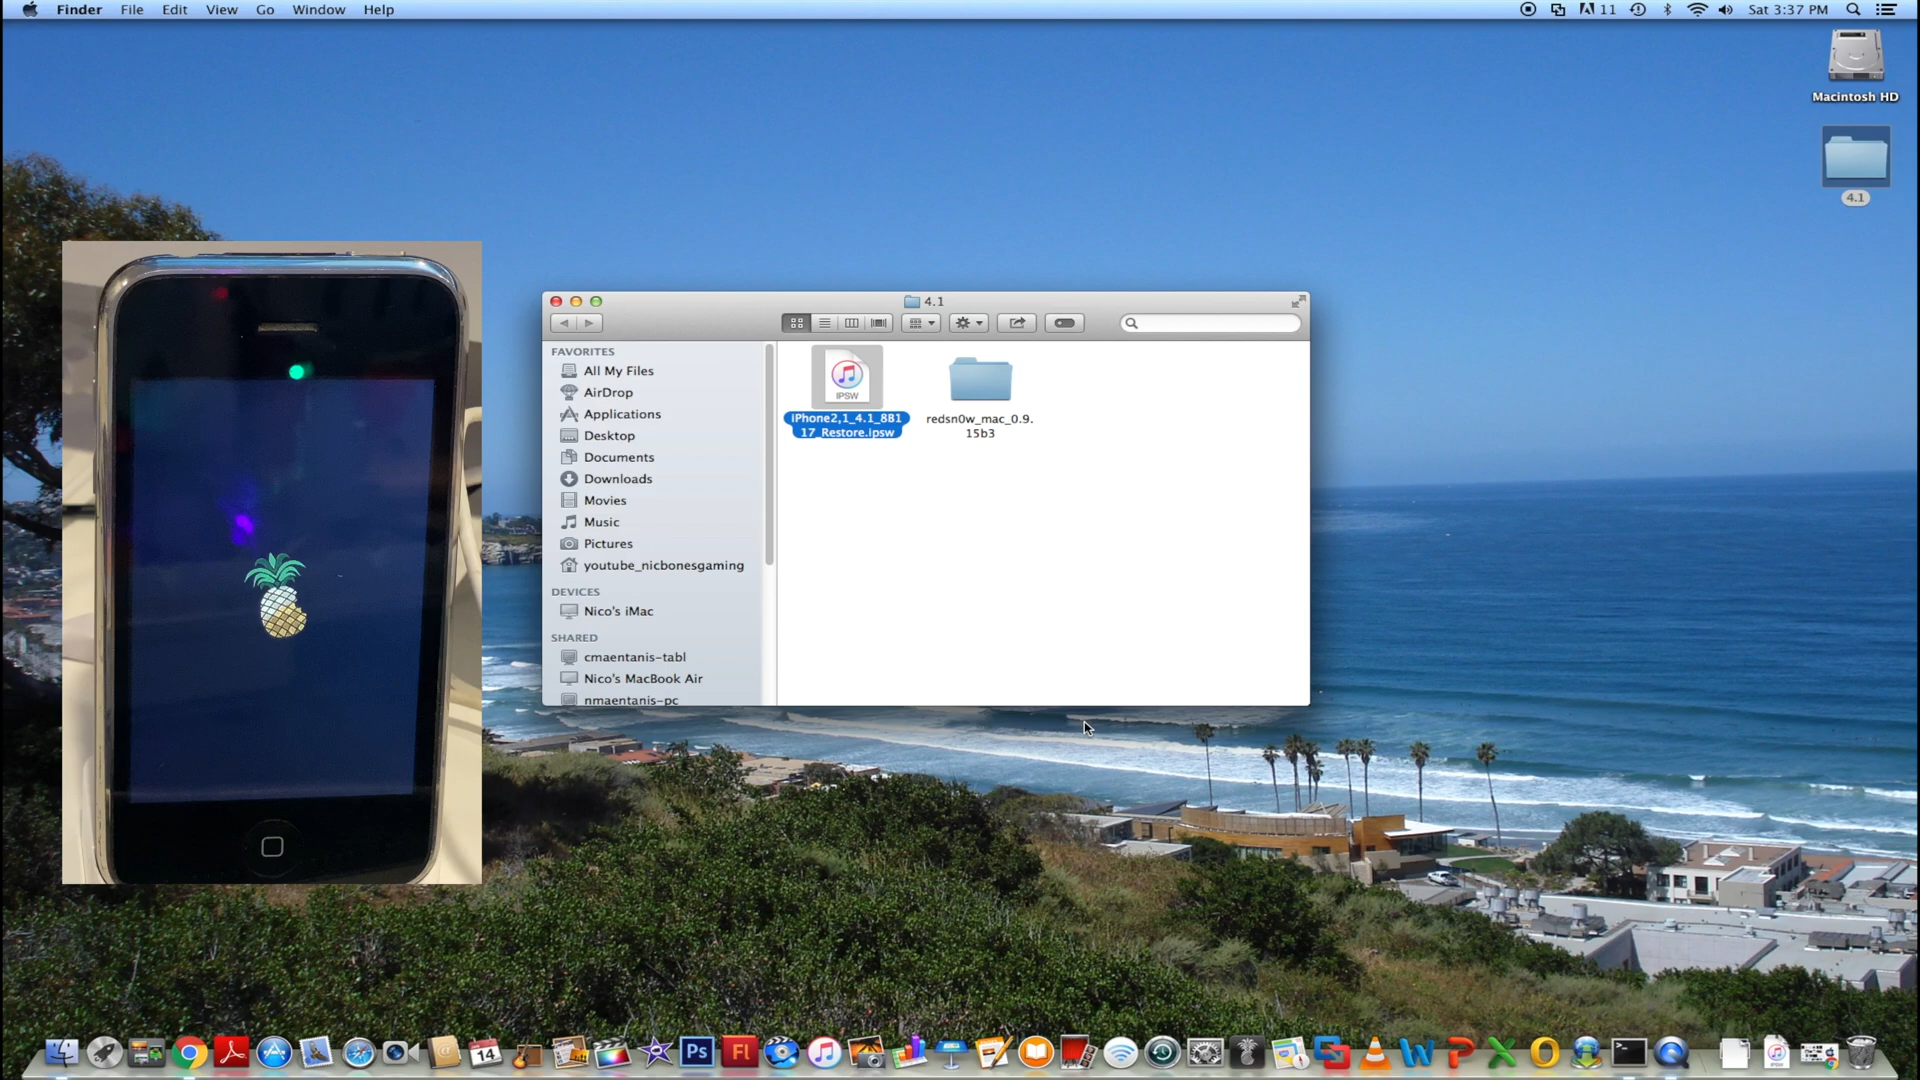 Finder File Edit View Go Window Help
11 Sat 3:37 PM
Macintosh HD
4.1
4.1
FAVORITES
All My Files
AirDrop
Applications
Desktop
Documents
Downloads
Movies
Music
Pictures
youtube_nicbonesgaming
DEVICES
Nico's iMac
SHARED
cmaentanis-tabl
Nico's MacBook Air
nmaentanis-pc
IPSW
iPhone2,1_4.1_8B1
17_Restore.ipsw
redsn0w_mac_0.9.
15b3
14
Ps
Fl